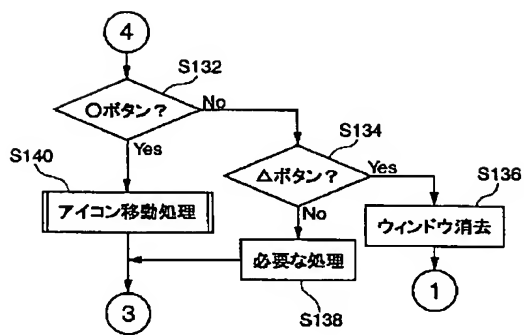 4
S132
○ボタン?
No
S134
Yes
S140
△ボタン?
Yes
S136
アイコン移動処理
No
ウィンドウ消去
必要な処理
3
S138
1